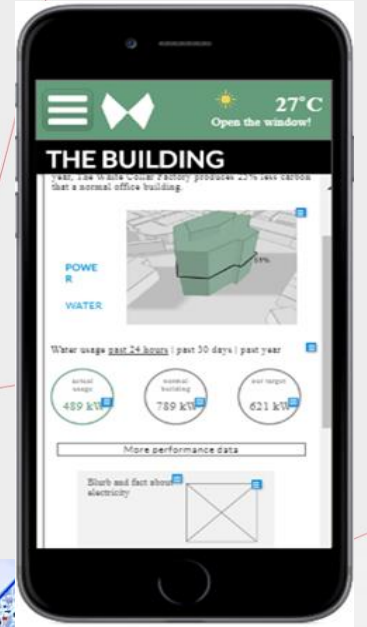 27°C
Open the window!
THE BUILDING
year, The White Collar Factory produces 25% less carbon
that a normal office building.
POWE
R
WATER
Water usage past 24 hours | past 30 days | past year
actual
usage
489 kW
normal
building
789 kW
our target
621 kW
More performance data
Blurb and fact about
electricity